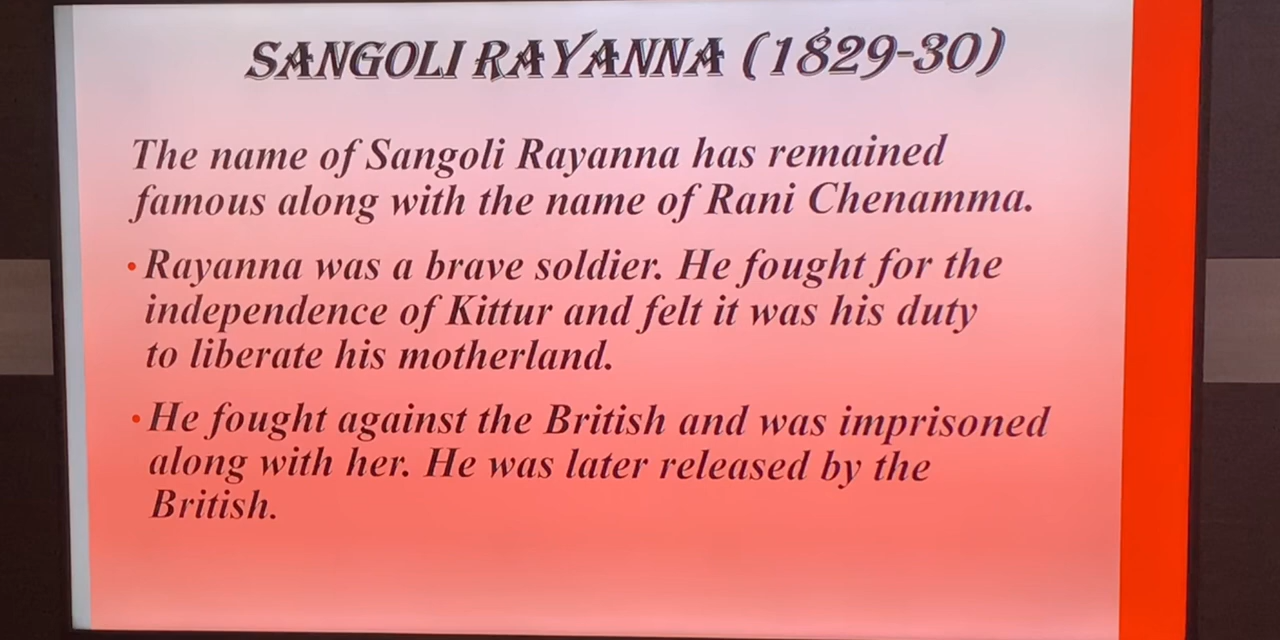 SANGOLI RAYANNA (1829-30)
The name of Sangoli Rayanna has remained
famous along with the name of Rani Chenamma.
• Rayanna was a brave soldier. He fought for the
independence of Kittur and felt it was his duty
to liberate his motherland.
• He fought against the British and was imprisoned
along with her. He was later released by the
British.